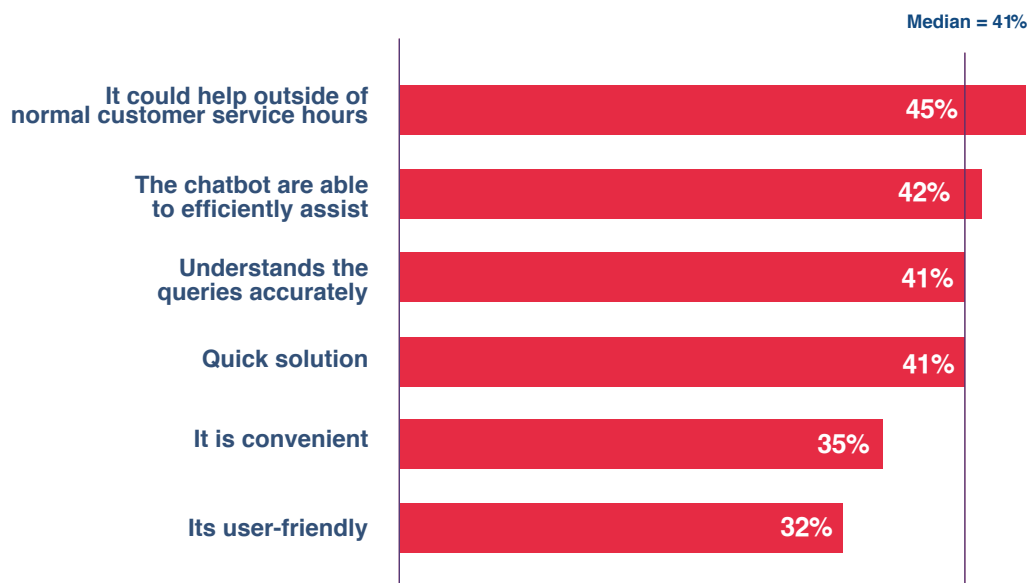 Median = 41%
It could help outside of
normal customer service hours
45%
The chatbot are able
to efficiently assist
42%
Understands the
queries accurately
41%
Quick solution
41%
It is convenient
35%
Its user-friendly
32%